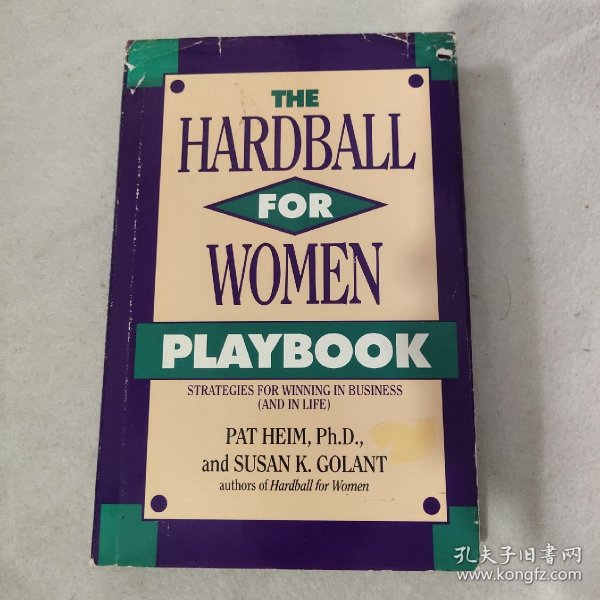 THE
HARDBALL
FOR
WOMEN
PLAYBOOK
STRATEGIES FOR WINNING IN BUSINESS
(AND IN LIFE)
PAT HEIM, Ph.D.,
and SUSAN K. GOLANT
authors of Hardball for Women
孔夫子旧书网
www.kongfz.com